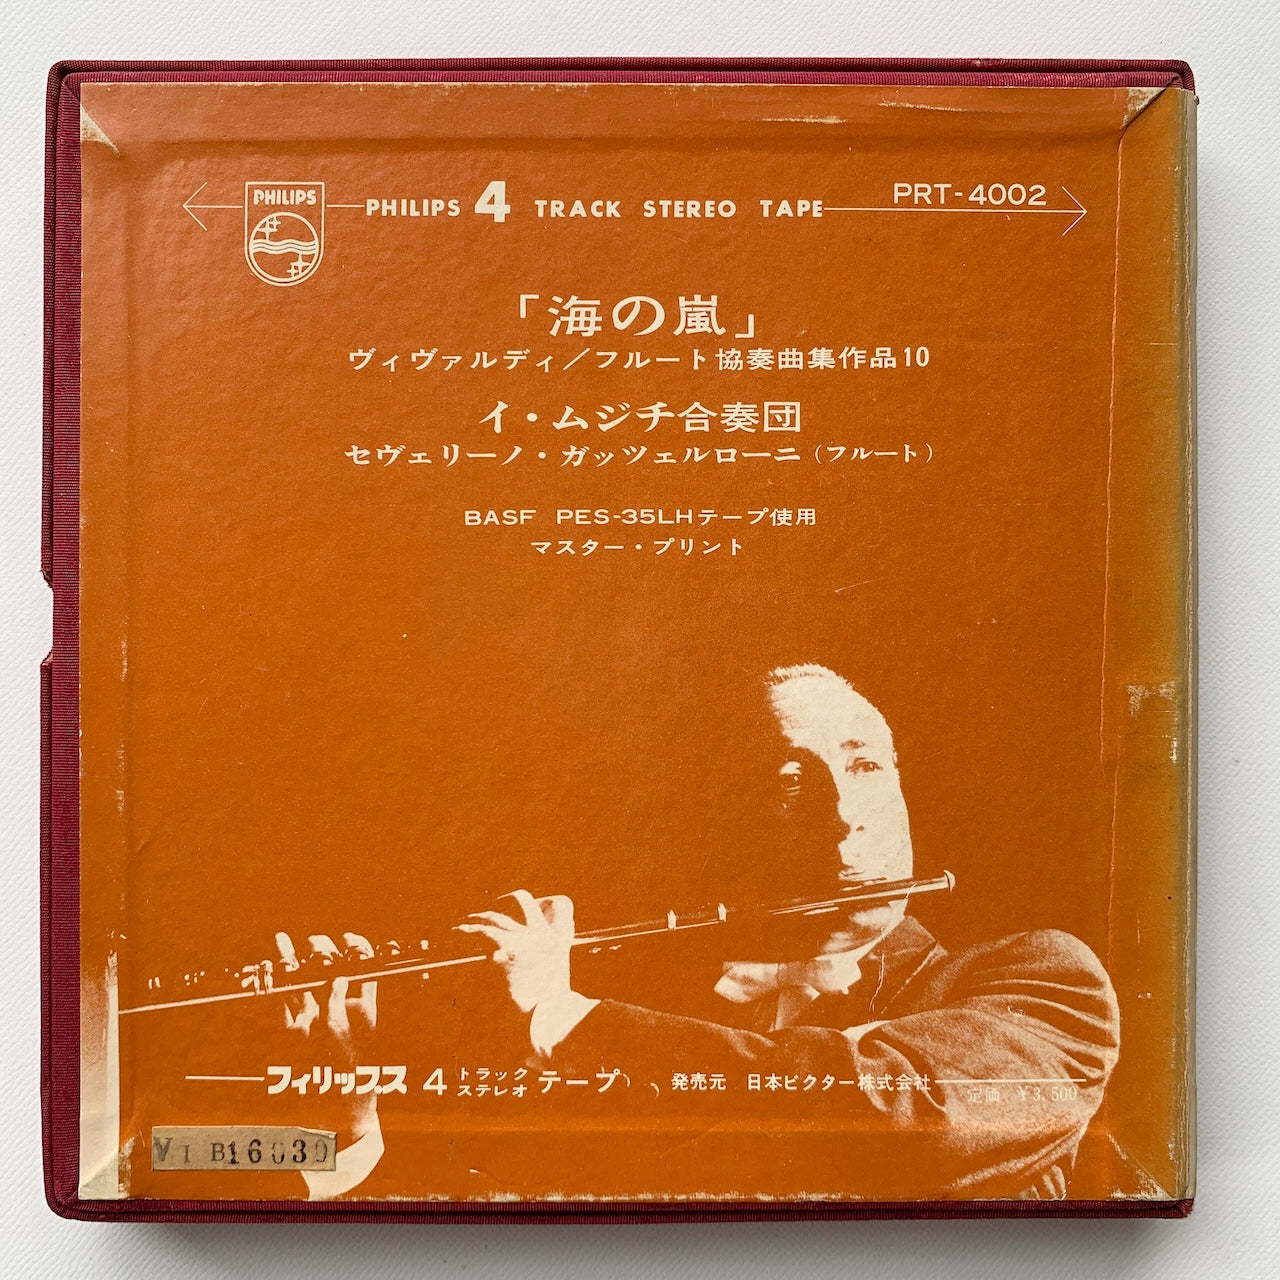 PHILIPS
PHILIPS 4 TRACK STEREO TAPE
PRT-4002
「海の嵐」
ヴィヴァルディ／フルート協奏曲集作品10
イ・ムジチ合奏団
セヴェリーノ・ガッツェルローニ（フルート）
BASF PES-35LHテープ使用
マスター・プリント
フィリップス 4 トラック ステレオ テープ 発売元 日本ビクター株式会社
定価 ¥3,500
VI B16030